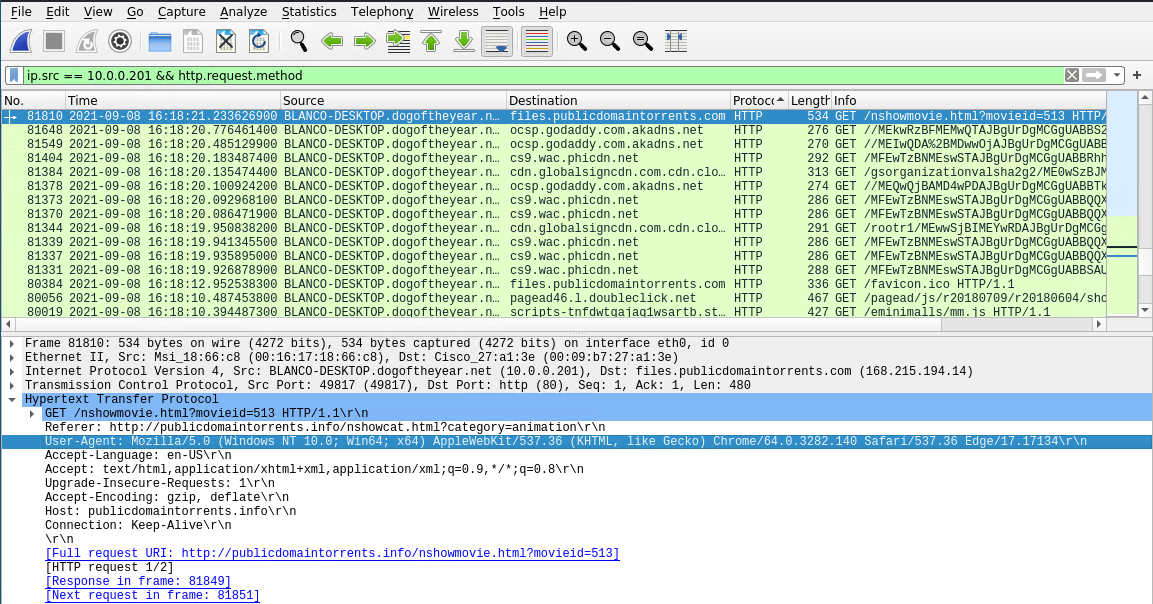 File Edit View Go Capture Analyze Statistics Telephony Wireless Tools Help
ip.src == 10.0.0.201 && http.request.method
No. Time Source Destination Protoc Length Info
81810 2021-09-08 16:18:21.233626900 BLANCO-DESKTOP.dogoftheyear.n… files.publicdomaintorrents.com HTTP 534 GET /nshowmovie.html?movieid=513 HTTP/
81648 2021-09-08 16:18:20.776461400 BLANCO-DESKTOP.dogoftheyear.n… ocsp.godaddy.com.akadns.net HTTP 276 GET //MEkwRzBFMEMwQTAJBgUrDgMCGgUABBS2
81549 2021-09-08 16:18:20.485129900 BLANCO-DESKTOP.dogoftheyear.n… ocsp.godaddy.com.akadns.net HTTP 270 GET //MEIwQDA%2BMDwwOjAJBgUrDgMCGgUABB
81404 2021-09-08 16:18:20.183487400 BLANCO-DESKTOP.dogoftheyear.n… cs9.wac.phicdn.net HTTP 292 GET /MFEwTzBNMEswSTAJBgUrDgMCGgUABBRhh
81384 2021-09-08 16:18:20.135474400 BLANCO-DESKTOP.dogoftheyear.n… cdn.globalsigncdn.com.cdn.clo… HTTP 313 GET /gsorganizationvalsha2g2/ME0wSzBJM
81378 2021-09-08 16:18:20.100924200 BLANCO-DESKTOP.dogoftheyear.n… ocsp.godaddy.com.akadns.net HTTP 274 GET //MEQwQjBAMD4wPDAJBgUrDgMCGgUABBTk
81373 2021-09-08 16:18:20.092968100 BLANCO-DESKTOP.dogoftheyear.n… cs9.wac.phicdn.net HTTP 286 GET /MFEwTzBNMEswSTAJBgUrDgMCGgUABBQQX
81370 2021-09-08 16:18:20.086471900 BLANCO-DESKTOP.dogoftheyear.n… cs9.wac.phicdn.net HTTP 286 GET /MFEwTzBNMEswSTAJBgUrDgMCGgUABBQQX
81344 2021-09-08 16:18:19.950838200 BLANCO-DESKTOP.dogoftheyear.n… cdn.globalsigncdn.com.cdn.clo… HTTP 291 GET /rootr1/MEwwSjBIMEYwRDAJBgUrDgMCGg
81339 2021-09-08 16:18:19.941345500 BLANCO-DESKTOP.dogoftheyear.n… cs9.wac.phicdn.net HTTP 286 GET /MFEwTzBNMEswSTAJBgUrDgMCGgUABBQQX
81337 2021-09-08 16:18:19.935895000 BLANCO-DESKTOP.dogoftheyear.n… cs9.wac.phicdn.net HTTP 286 GET /MFEwTzBNMEswSTAJBgUrDgMCGgUABBQQX
81331 2021-09-08 16:18:19.926878900 BLANCO-DESKTOP.dogoftheyear.n… cs9.wac.phicdn.net HTTP 288 GET /MFEwTzBNMEswSTAJBgUrDgMCGgUABBSAU
80384 2021-09-08 16:18:12.952538300 BLANCO-DESKTOP.dogoftheyear.n… files.publicdomaintorrents.com HTTP 336 GET /favicon.ico HTTP/1.1
80056 2021-09-08 16:18:10.487453800 BLANCO-DESKTOP.dogoftheyear.n… pagead46.l.doubleclick.net HTTP 467 GET /pagead/js/r20180709/r20180604/sho
80019 2021-09-08 16:18:10.394487300 BLANCO-DESKTOP.dogoftheyear.n… HTTP 427 GET /eminimalls/mm.js HTTP/1.1
Frame 81810: 534 bytes on wire (4272 bits), 534 bytes captured (4272 bits) on interface eth0, id 0
Ethernet II, Src: Msi_18:66:c8 (00:16:17:18:66:c8), Dst: Cisco_27:a1:3e (00:09:b7:27:a1:3e)
Internet Protocol Version 4, Src: BLANCO-DESKTOP.dogoftheyear.net (10.0.0.201), Dst: files.publicdomaintorrents.com (168.215.194.14)
Transmission Control Protocol, Src Port: 49817 (49817), Dst Port: http (80), Seq: 1, Ack: 1, Len: 480
Hypertext Transfer Protocol
GET /nshowmovie.html?movieid=513 HTTP/1.1\r\n
Referer: http://publicdomaintorrents.info/nshowcat.html?category=animation\r\n
User-Agent: Mozilla/5.0 (Windows NT 10.0; Win64; x64) AppleWebKit/537.36 (KHTML, like Gecko) Chrome/64.0.3282.140 Safari/537.36 Edge/17.17134\r\n
Accept-Language: en-US\r\n
Accept: text/html,application/xhtml+xml,application/xml;q=0.9,*/*;q=0.8\r\n
Upgrade-Insecure-Requests: 1\r\n
Accept-Encoding: gzip, deflate\r\n
Host: publicdomaintorrents.info\r\n
Connection: Keep-Alive\r\n
\r\n
[Full request URI: http://publicdomaintorrents.info/nshowmovie.html?movieid=513]
[HTTP request 1/2]
[Response in frame: 81849]
[Next request in frame: 81851]